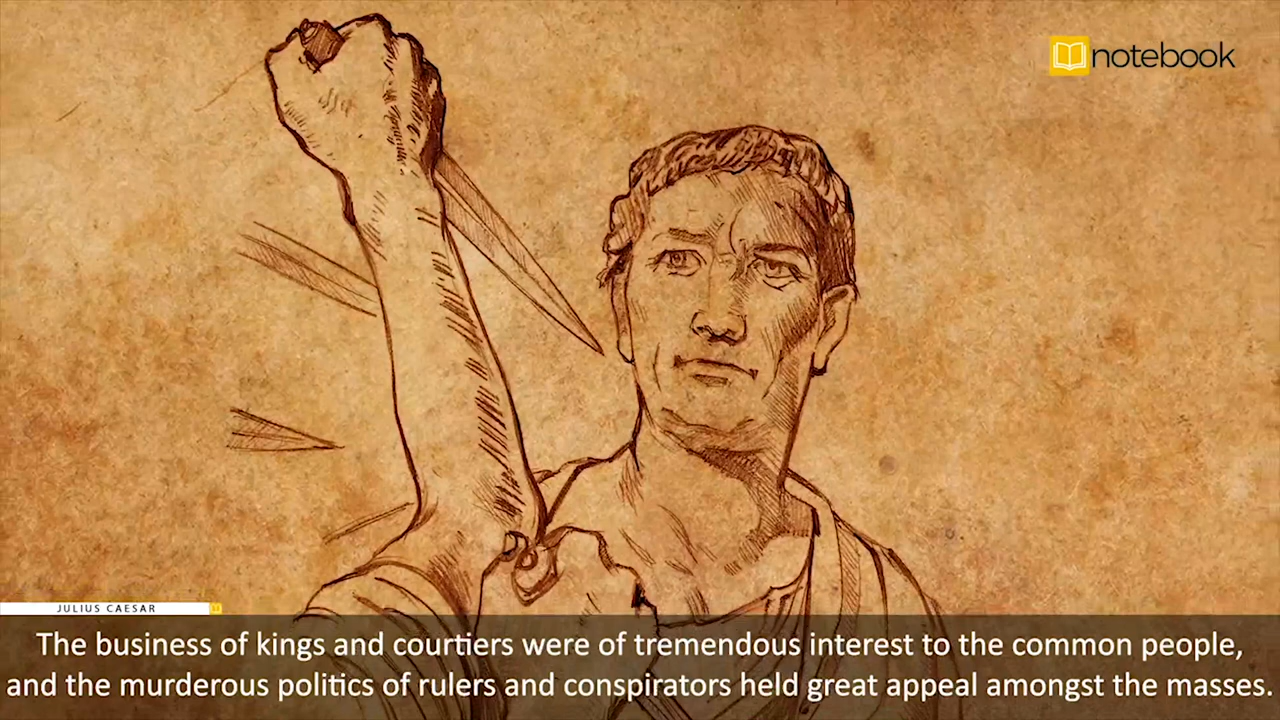 notebook
JULIUS CAESAR
The business of kings and courtiers were of tremendous interest to the common people,
and the murderous politics of rulers and conspirators held great appeal amongst the masses.